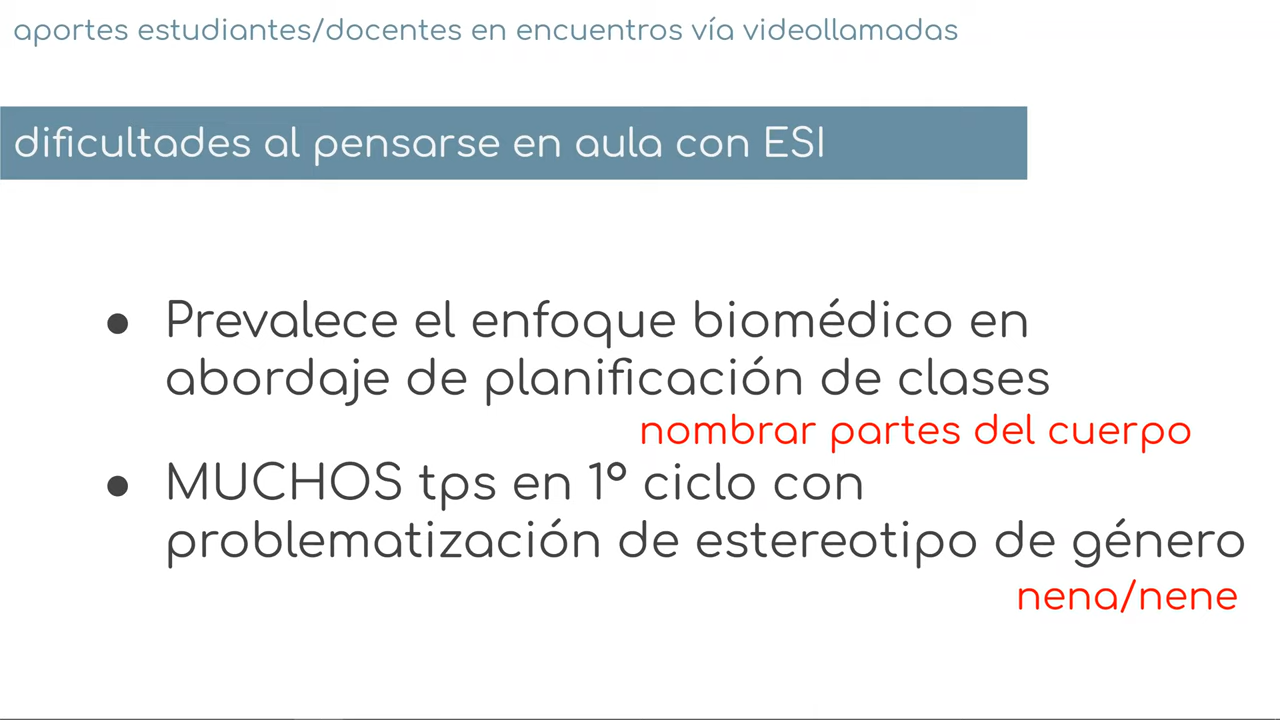 aportes estudiantes/docentes en encuentros vía videollamadas
dificultades al pensarse en aula con ESI
● Prevalece el enfoque biomédico en
abordaje de planificación de clases
nombrar partes del cuerpo
● MUCHOS tps en 1° ciclo con
problematización de estereotipo de género
nena/nene